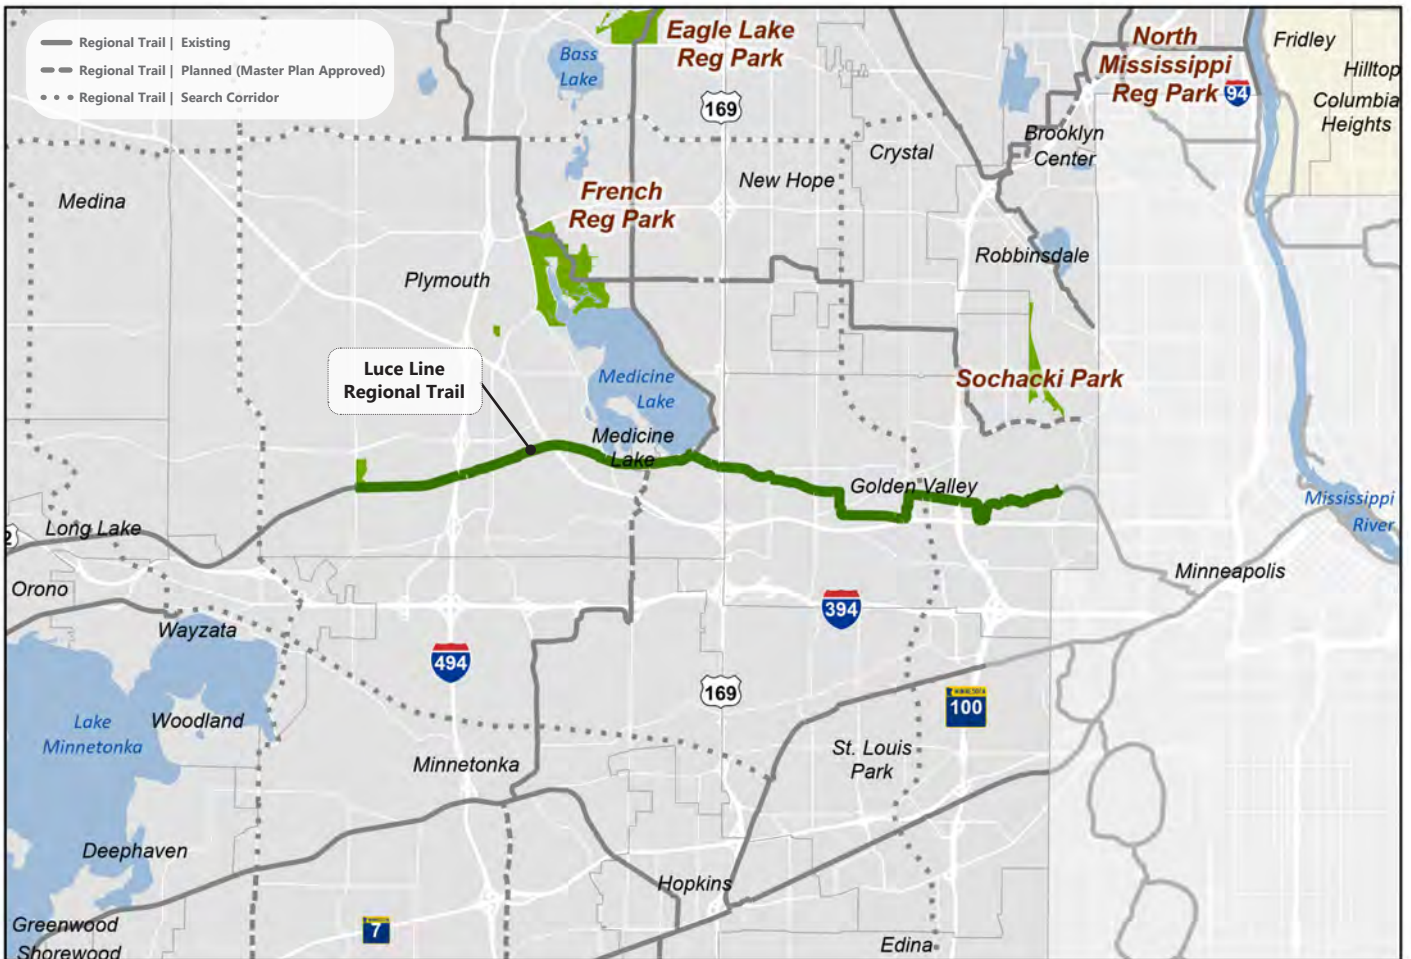 Regional Trail | Existing
Regional Trail | Planned (Master Plan Approved)
Regional Trail | Search Corridor
Eagle Lake
Reg Park
Bass
Lake
169
North
Mississippi
Reg Park
94
Fridley
Hilltop
Columbia
Heights
Brooklyn
Center
Crystal
New Hope
Medina
French
Reg Park
Robbinsdale
Plymouth
Luce Line
Regional Trail
Medicine
Lake
Sochacki Park
Medicine
Lake
Golden Valley
Mississippi
River
Long Lake
2
Orono
Minneapolis
394
Wayzata
494
169
MINNESOTA
100
Lake
Minnetonka
Woodland
St. Louis
Park
Minnetonka
Deephaven
Hopkins
Greenwood
Shorewood
MINNESOTA
7
Edina